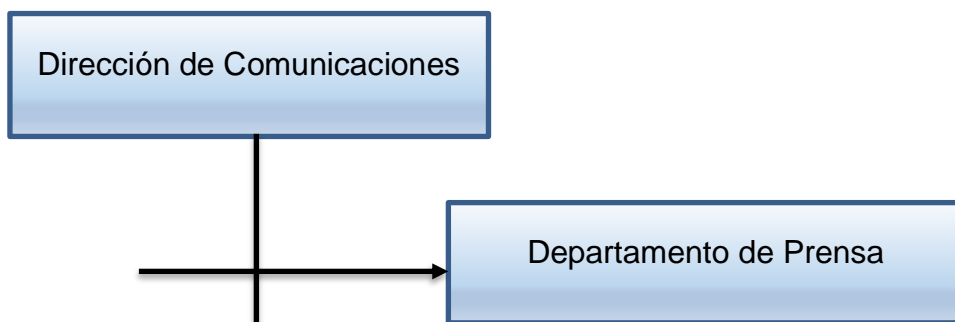 Dirección de Comunicaciones
Departamento de Prensa